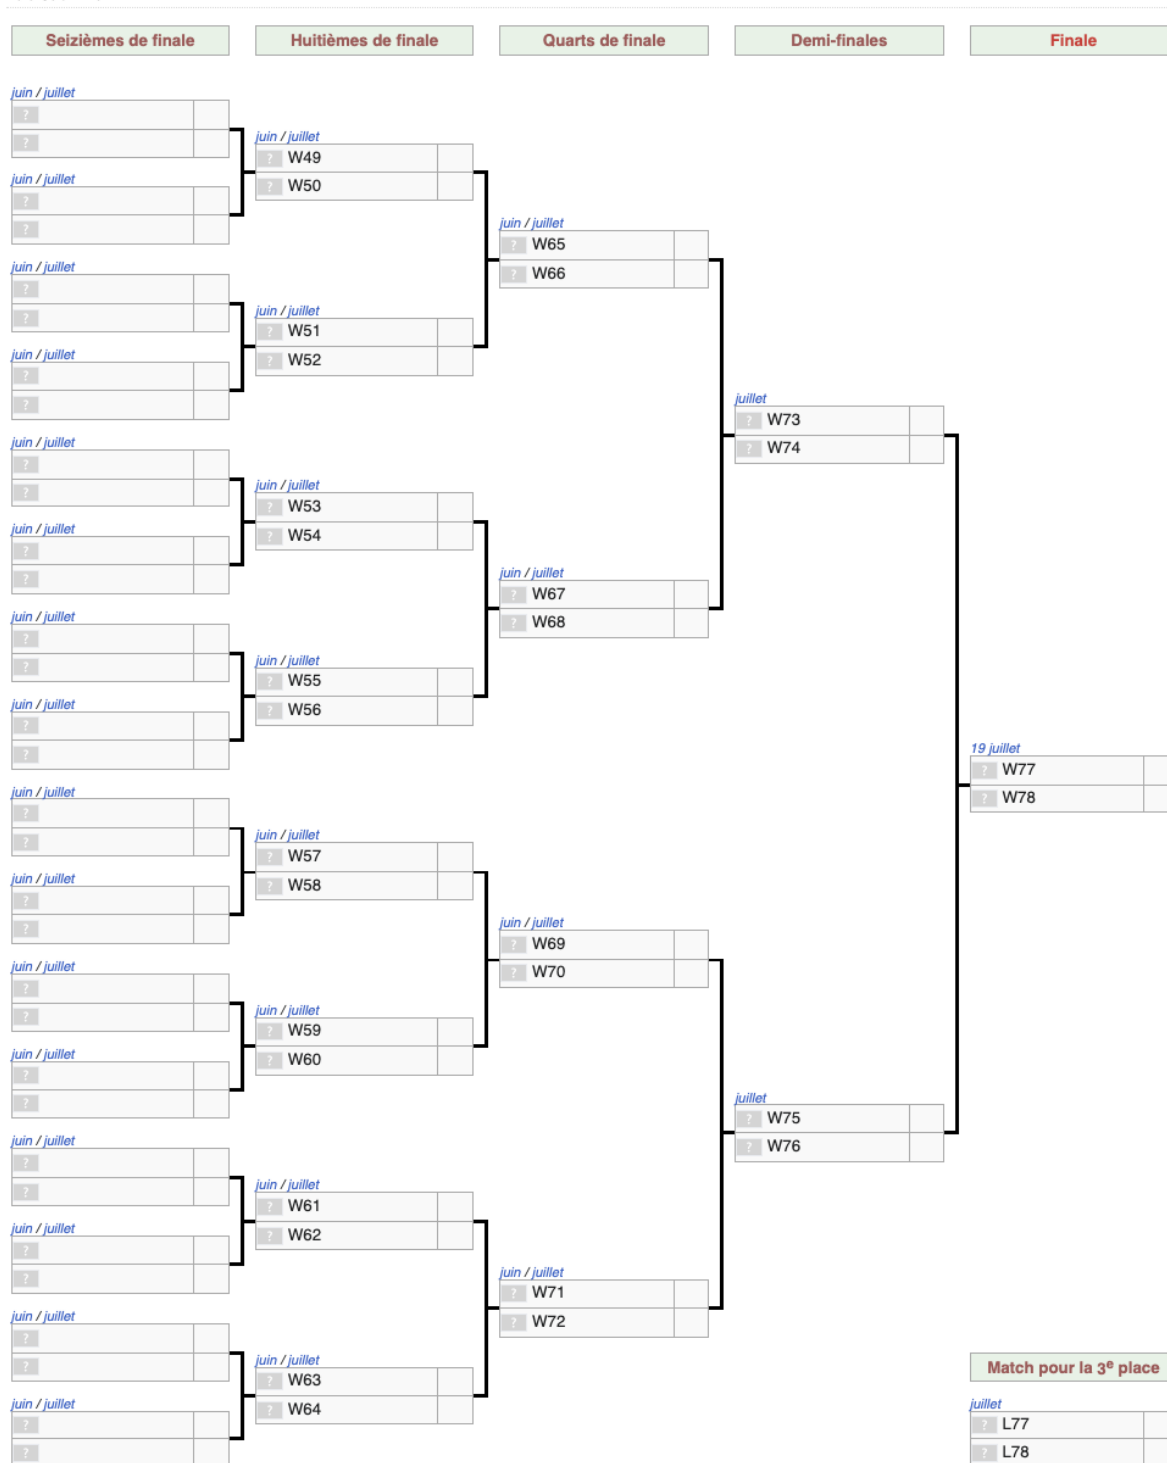 Seizièmes de finale
Huitièmes de finale
Quarts de finale
Demi-finales
Finale
juin / juillet
?
?
juin / juillet
?
?
juin / juillet
?
?
juin / juillet
?
?
juin / juillet
?
?
juin / juillet
?
?
juin / juillet
?
?
juin / juillet
?
?
juin / juillet
?
?
juin / juillet
?
?
juin / juillet
?
?
juin / juillet
?
?
juin / juillet
?
?
juin / juillet
?
?
juin / juillet
?
?
juin / juillet
?
?
juin / juillet
? W49
? W50
juin / juillet
? W51
? W52
juin / juillet
? W53
? W54
juin / juillet
? W55
? W56
juin / juillet
? W57
? W58
juin / juillet
? W59
? W60
juin / juillet
? W61
? W62
juin / juillet
? W63
? W64
juin / juillet
? W65
? W66
juin / juillet
? W67
? W68
juin / juillet
? W69
? W70
juin / juillet
? W71
? W72
juillet
? W73
? W74
juillet
? W75
? W76
19 juillet
? W77
? W78
Match pour la 3e place
juillet
? L77
? L78